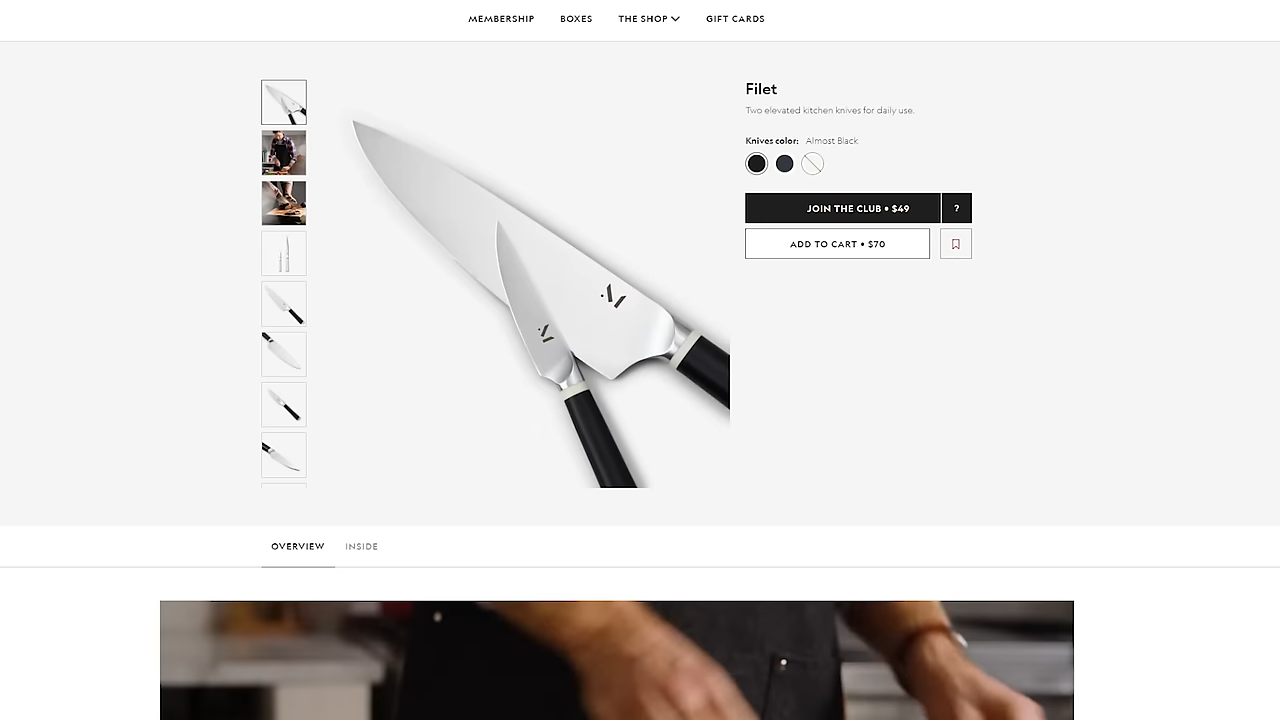 MEMBERSHIP BOXES THE SHOP GIFT CARDS
Filet
Two elevated kitchen knives for daily use.
Knives color: Almost Black
JOIN THE CLUB • $49 ?
ADD TO CART • $70
OVERVIEW INSIDE